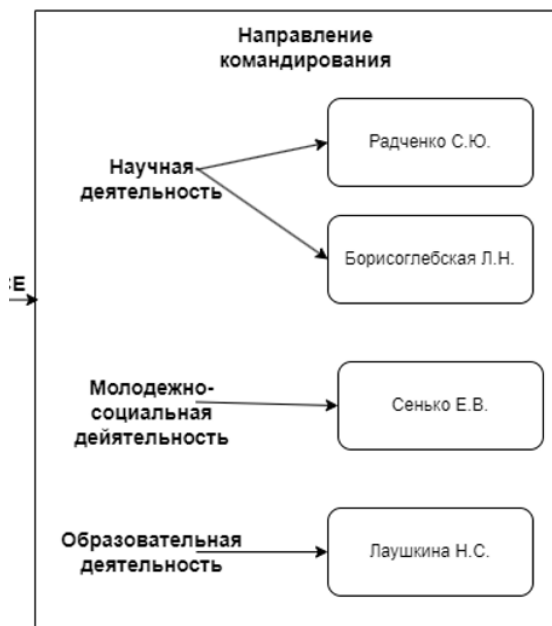 Направление
командирования
Радченко С.Ю.
Научная
деятельность
Борисоглебская Л.Н.
Молодежно-
социальная
дейятельность
Сенько Е.В.
Образовательная
деятельность
Лаушкина Н.С.